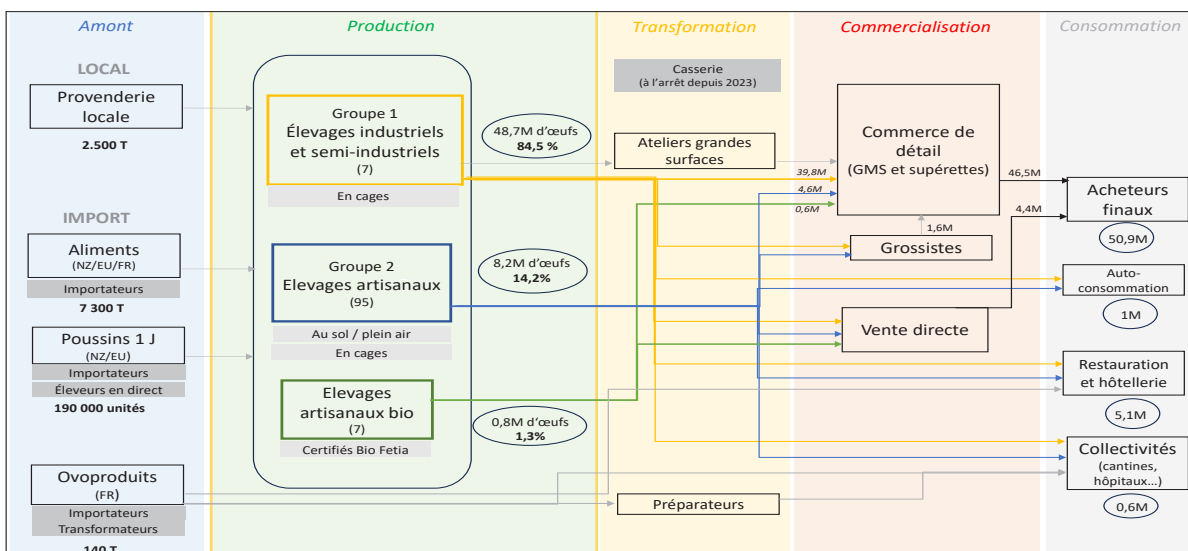 Amont
Production
Transformation
Commercialisation
Consommation
LOCAL
Provenderie
locale
2.500 T
IMPORT
Aliments
(NZ/EU/FR)
Importateurs
7 300 T
Poussins 1 J
(NZ/EU)
Importateurs
Éleveurs en direct
190 000 unités
Ovoproduits
(FR)
Importateurs
Transformateurs
140 T
Groupe 1
Élevages industriels
et semi-industriels
(7)
En cages
48,7M d'œufs
84,5 %
Groupe 2
Elevages artisanaux
(95)
Au sol / plein air
En cages
8,2M d'œufs
14,2%
Elevages
artisanaux bio
(7)
Certifiés Bio Fetia
0,8M d'œufs
1,3%
Casserie
(à l'arrêt depuis 2023)
Ateliers grandes
surfaces
Préparateurs
39,8M
4,6M
0,6M
Commerce de
détail
(GMS et supérettes)
1,6M
Grossistes
Vente directe
46,5M
4,4M
Acheteurs
finaux
50,9M
Auto-
consommation
1M
Restauration
et hôtellerie
5,1M
Collectivités
(cantines,
hôpitaux...)
0,6M